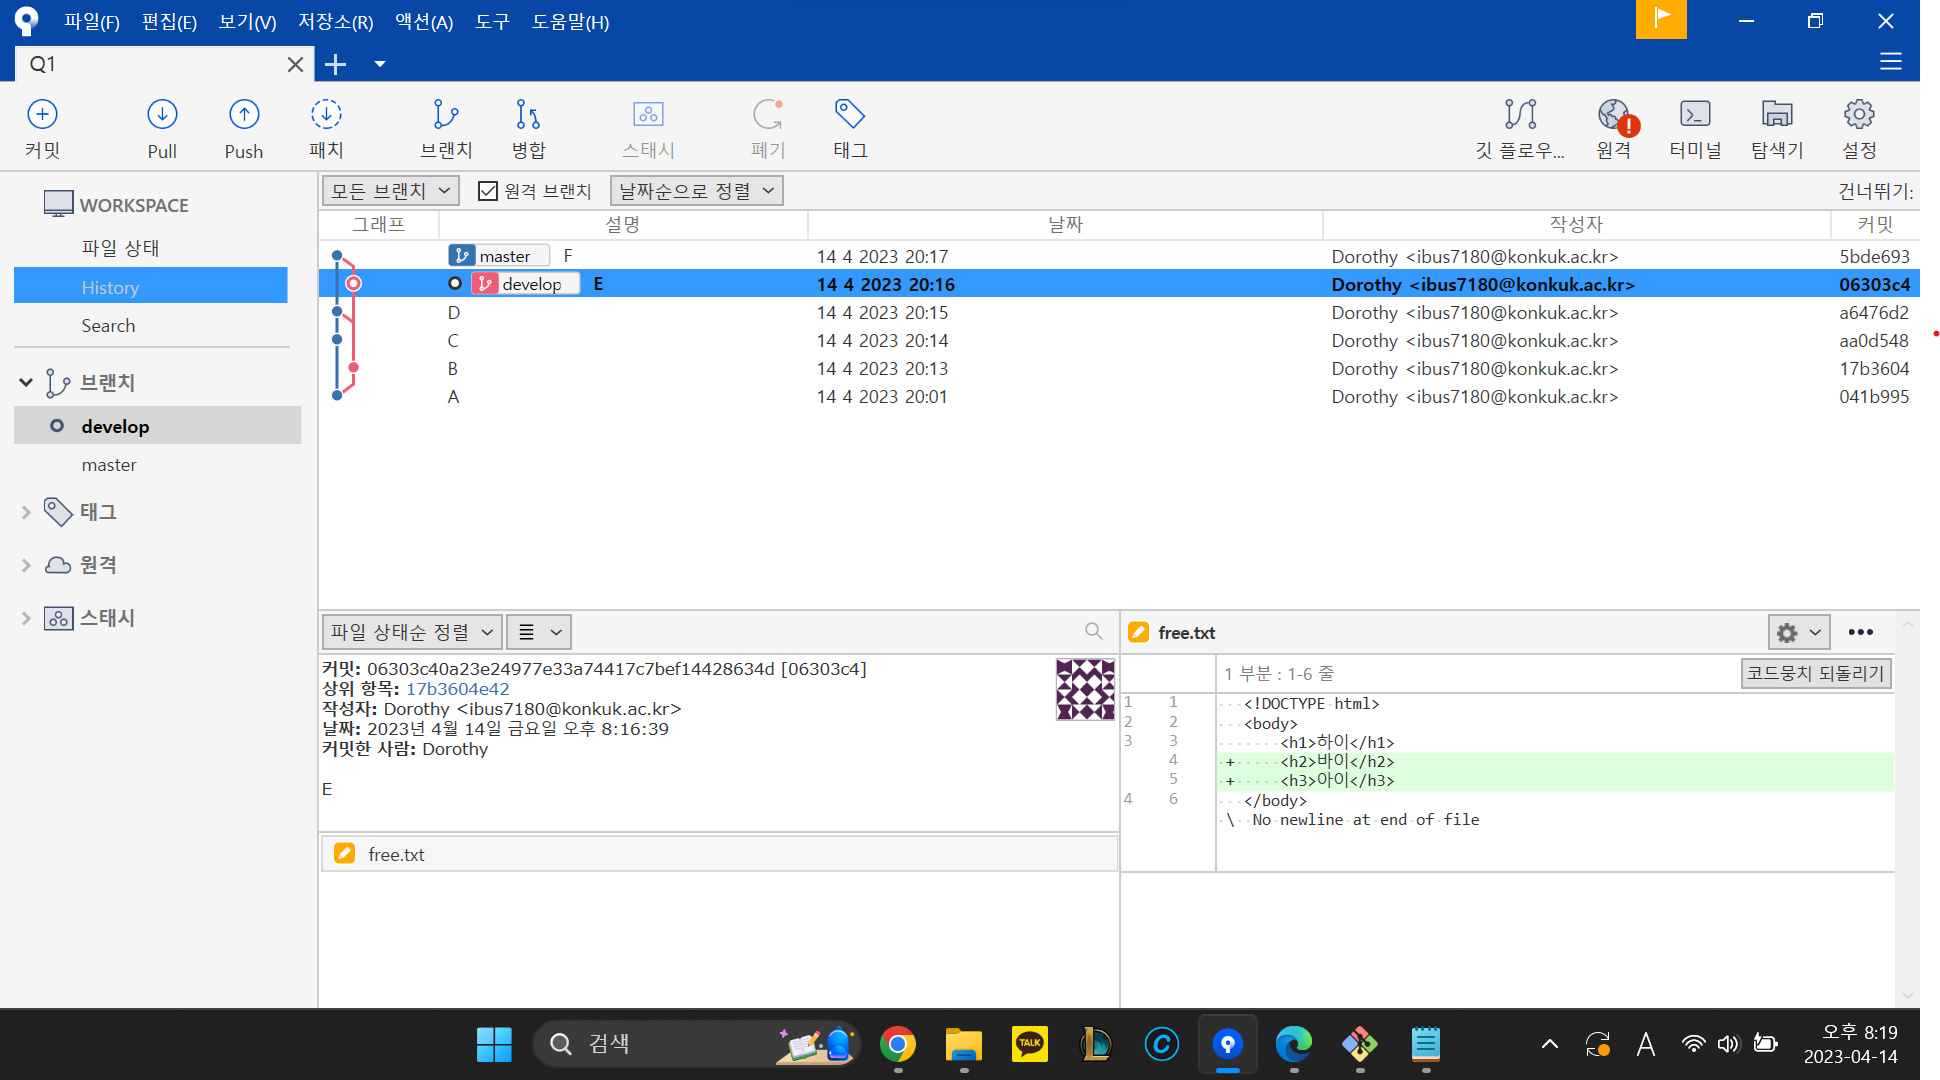 파일(F) 편집(E) 보기(V) 저장소(R) 액션(A) 도구 도움말(H)
Q1
커밋 Pull Push 패치 브랜치 병합 스태시 폐기 태그 깃 플로우... 원격 터미널 탐색기 설정
WORKSPACE
파일 상태
History
Search
브랜치
develop
master
태그
원격
스태시
모든 브랜치 원격 브랜치 날짜순으로 정렬 건너뛰기:
그래프 설명 날짜 작성자 커밋
master F 14 4 2023 20:17 Dorothy <ibus7180@konkuk.ac.kr> 5bde693
develop E 14 4 2023 20:16 Dorothy <ibus7180@konkuk.ac.kr> 06303c4
D 14 4 2023 20:15 Dorothy <ibus7180@konkuk.ac.kr> a6476d2
C 14 4 2023 20:14 Dorothy <ibus7180@konkuk.ac.kr> aa0d548
B 14 4 2023 20:13 Dorothy <ibus7180@konkuk.ac.kr> 17b3604
A 14 4 2023 20:01 Dorothy <ibus7180@konkuk.ac.kr> 041b995
파일 상태순 정렬
커밋: 06303c40a23e24977e33a74417c7bef14428634d [06303c4]
상위 항목: 17b3604e42
작성자: Dorothy <ibus7180@konkuk.ac.kr>
날짜: 2023년 4월 14일 금요일 오후 8:16:39
커밋한 사람: Dorothy
E
free.txt
free.txt
1 부분 : 1-6 줄 코드뭉치 되돌리기
1 1 <!DOCTYPE html>
2 2 <body>
3 3 <h1>하이</h1>
4 + <h2>바이</h2>
5 + <h3>아이</h3>
4 6 </body>
\ No newline at end of file
검색
TALK
A
오후 8:19
2023-04-14